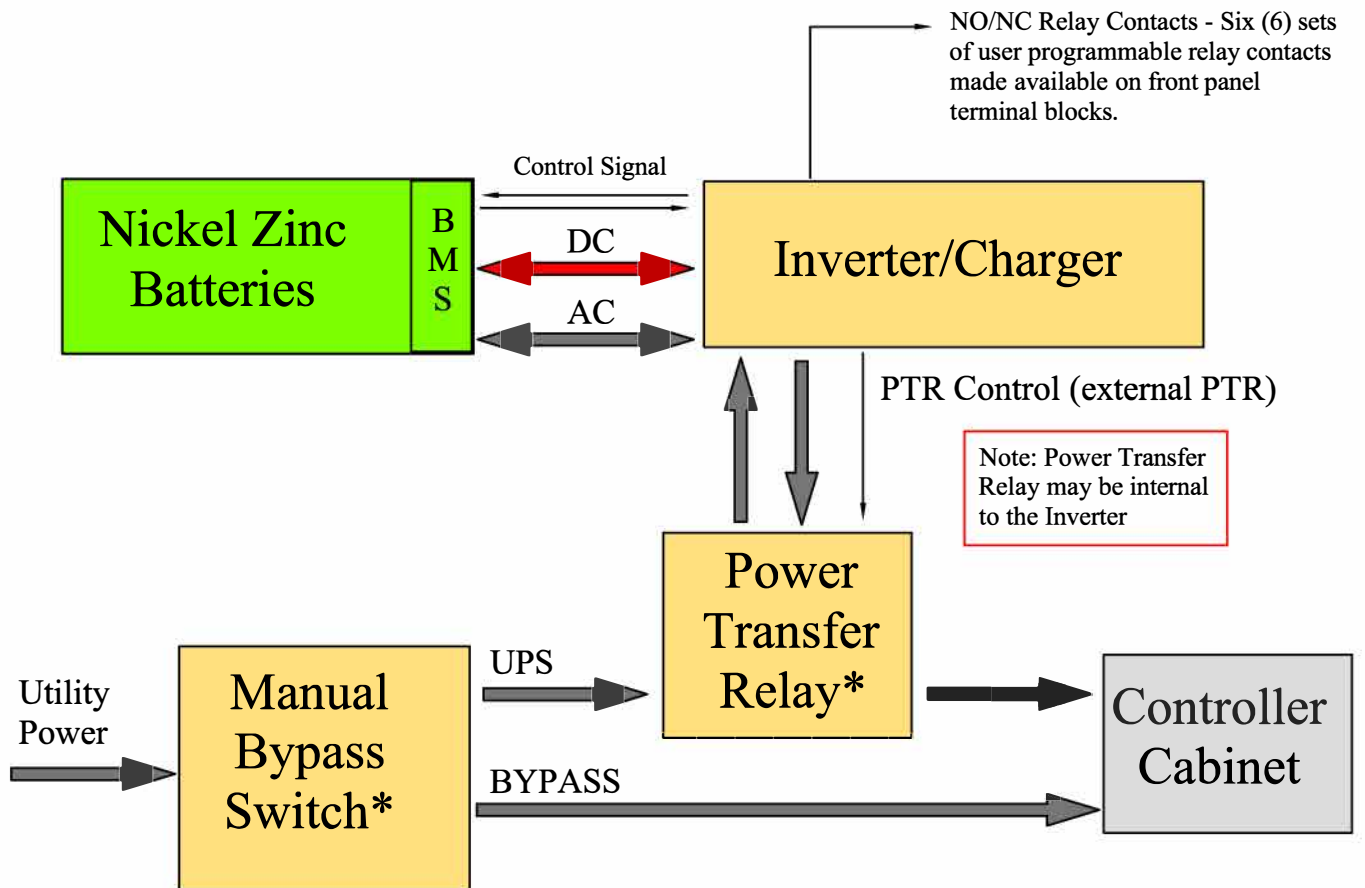 NO/NC Relay Contacts - Six (6) sets
of user programmable relay contacts
made available on front panel
terminal blocks.
Control Signal
Nickel Zinc
Batteries
B
M
S
DC
AC
Inverter/Charger
PTR Control (external PTR)
Note: Power Transfer
Relay may be internal
to the Inverter
Power
Transfer
Relay*
Utility
Power
Manual
Bypass
Switch*
UPS
BYPASS
Controller
Cabinet